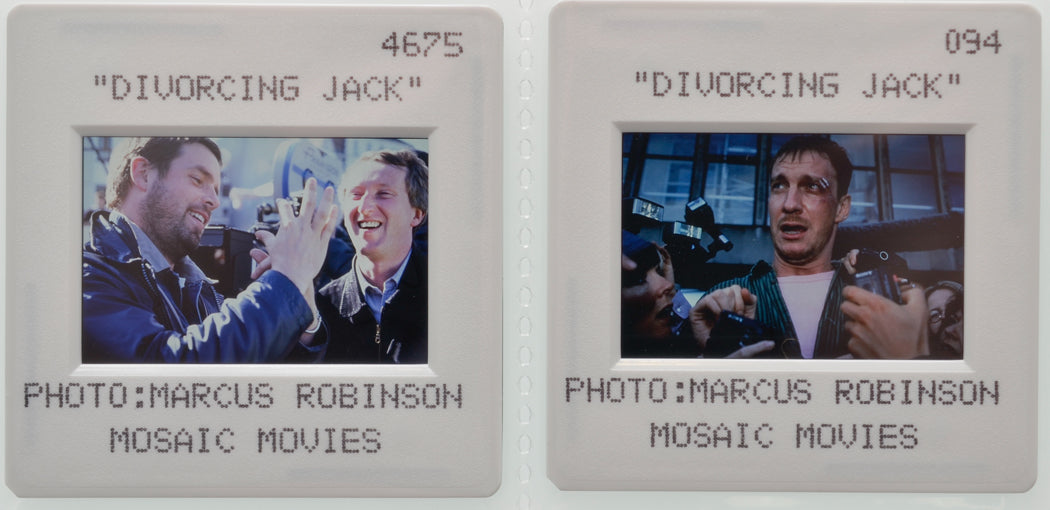 4675
"DIVORCING JACK"
PHOTO:MARCUS ROBINSON
MOSAIC MOVIES
094
"DIVORCING JACK"
PHOTO:MARCUS ROBINSON
MOSAIC MOVIES